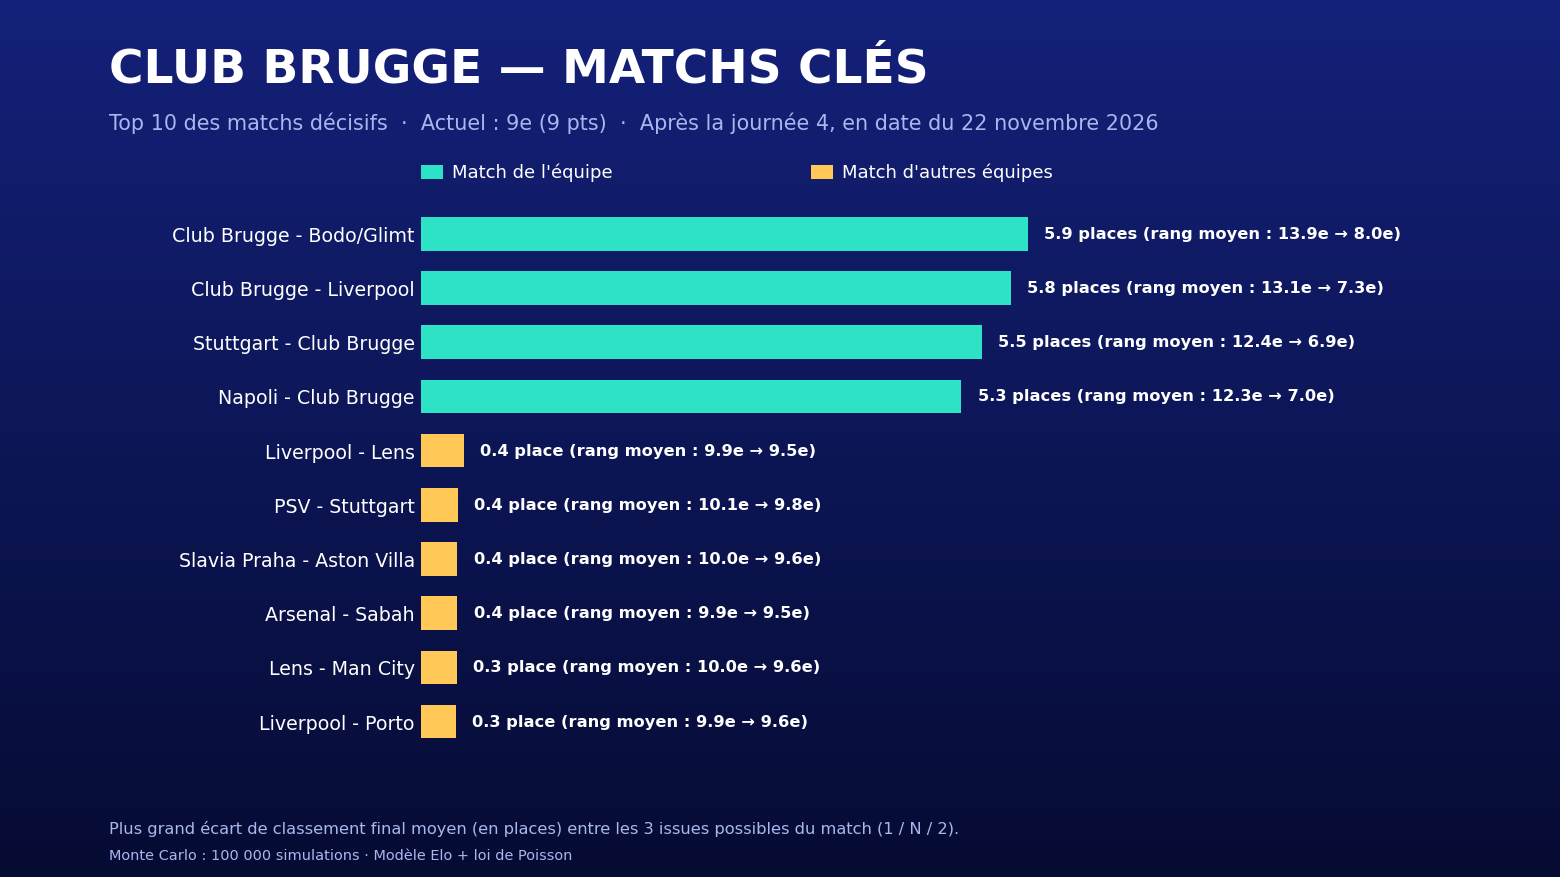 CLUB BRUGGE — MATCHS CLÉS
Top 10 des matchs décisifs · Actuel : 9e (9 pts) · Après la journée 4, en date du 22 novembre 2026
Match de l'équipe
Match d'autres équipes
Club Brugge - Bodo/Glimt 5.9 places (rang moyen : 13.9e → 8.0e)
Club Brugge - Liverpool 5.8 places (rang moyen : 13.1e → 7.3e)
Stuttgart - Club Brugge 5.5 places (rang moyen : 12.4e → 6.9e)
Napoli - Club Brugge 5.3 places (rang moyen : 12.3e → 7.0e)
Liverpool - Lens 0.4 place (rang moyen : 9.9e → 9.5e)
PSV - Stuttgart 0.4 place (rang moyen : 10.1e → 9.8e)
Slavia Praha - Aston Villa 0.4 place (rang moyen : 10.0e → 9.6e)
Arsenal - Sabah 0.4 place (rang moyen : 9.9e → 9.5e)
Lens - Man City 0.3 place (rang moyen : 10.0e → 9.6e)
Liverpool - Porto 0.3 place (rang moyen : 9.9e → 9.6e)
Plus grand écart de classement final moyen (en places) entre les 3 issues possibles du match (1 / N / 2).
Monte Carlo : 100 000 simulations · Modèle Elo + loi de Poisson